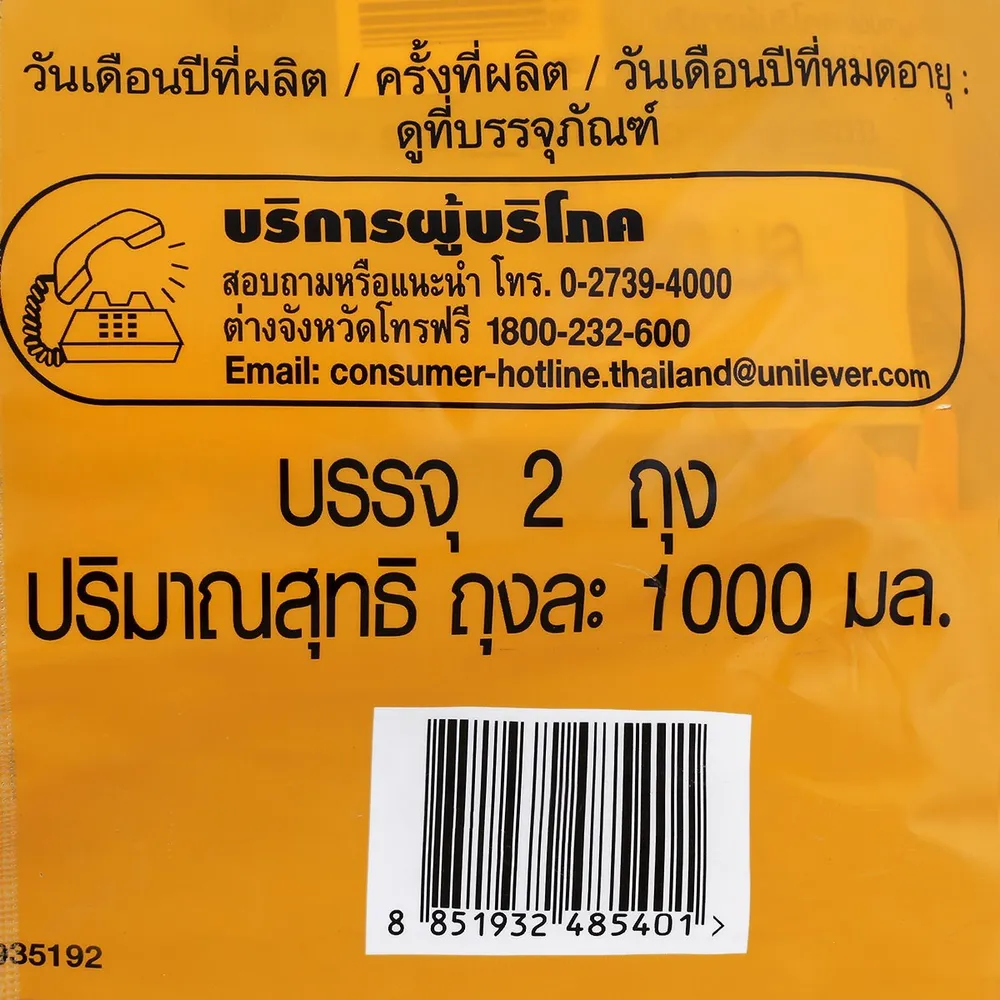 วันเดือนปีที่ผลิต / ครั้งที่ผลิต / วันเดือนปีที่หมดอายุ :
ดูที่บรรจุภัณฑ์
บริการผู้บริโภค
สอบถามหรือแนะนำ โทร. 0-2739-4000
ต่างจังหวัดโทรฟรี 1800-232-600
Email: consumer-hotline.thailand@unilever.com
บรรจุ 2 ถุง
ปริมาณสุทธิ ถุงละ 1000 มล.
8 851932 485401 >